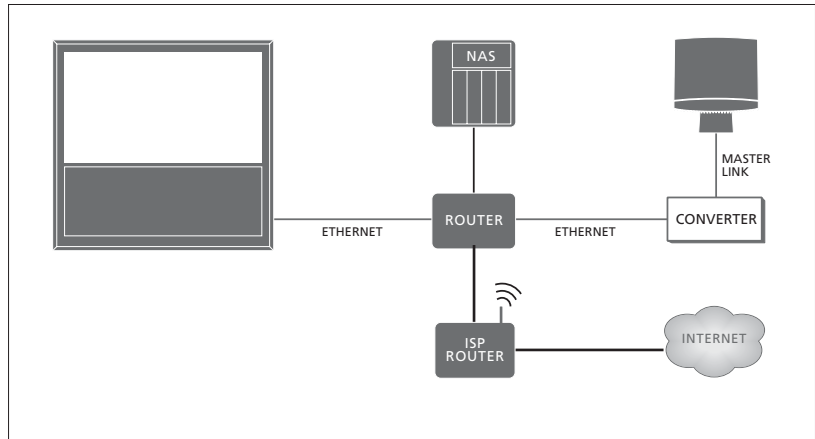 NAS
MASTER
LINK
ROUTER
CONVERTER
ETHERNET
ETHERNET
ISP
ROUTER
INTERNET